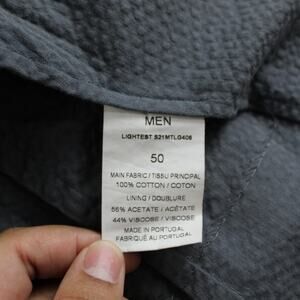 MEN
LIGHTEST S21MTLG406
50
MAIN FABRIC / TISSU PRINCIPAL
100% COTTON / COTON
LINING / DOUBLURE
56% ACETATE / ACÉTATE
44% VISCOSE / VISCOSE
MADE IN PORTUGAL
FABRIQUÉ AU PORTUGAL